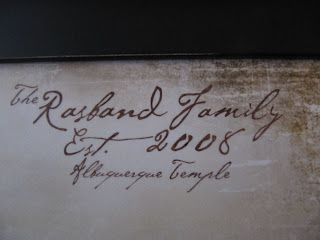 The Rasband Family
Est. 2008
Albuquerque Temple